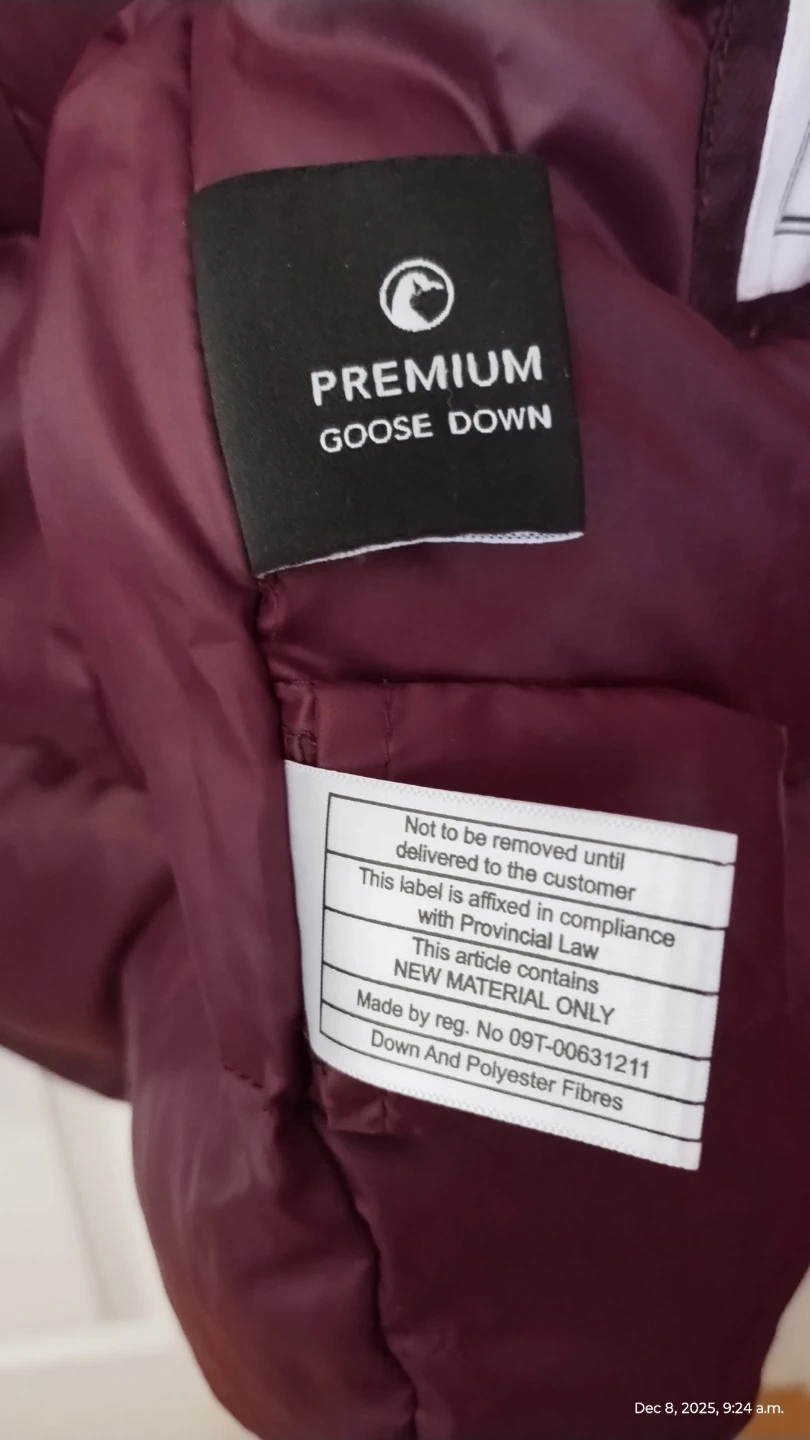 PREMIUM
GOOSE DOWN
Not to be removed until
delivered to the customer
This label is affixed in compliance
with Provincial Law
This article contains
NEW MATERIAL ONLY
Made by reg. No 09T-00631211
Down And Polyester Fibres
Dec 8, 2025, 9:24 a.m.